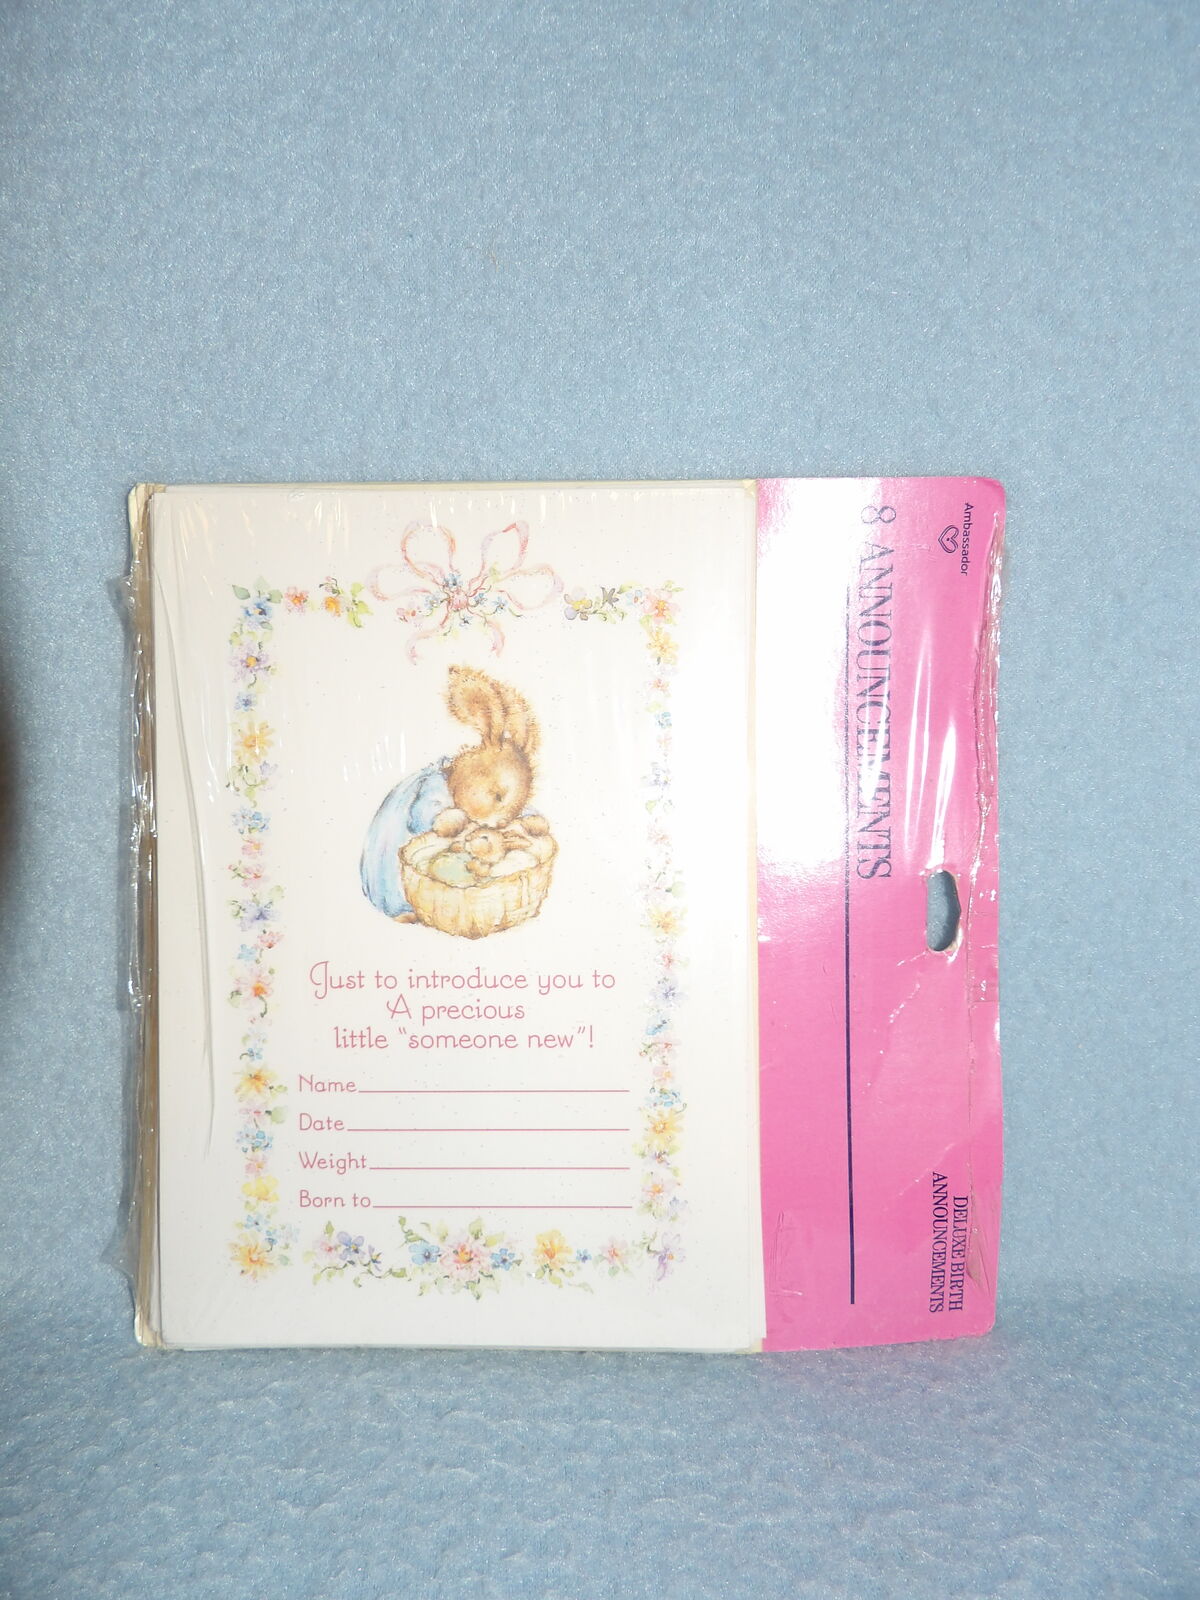 Just to introduce you to
A precious
little "someone new"!
Name
Date
Weight
Born to
Ambassador
8 ANNOUNCEMENTS
DELUXE BIRTH
ANNOUNCEMENTS